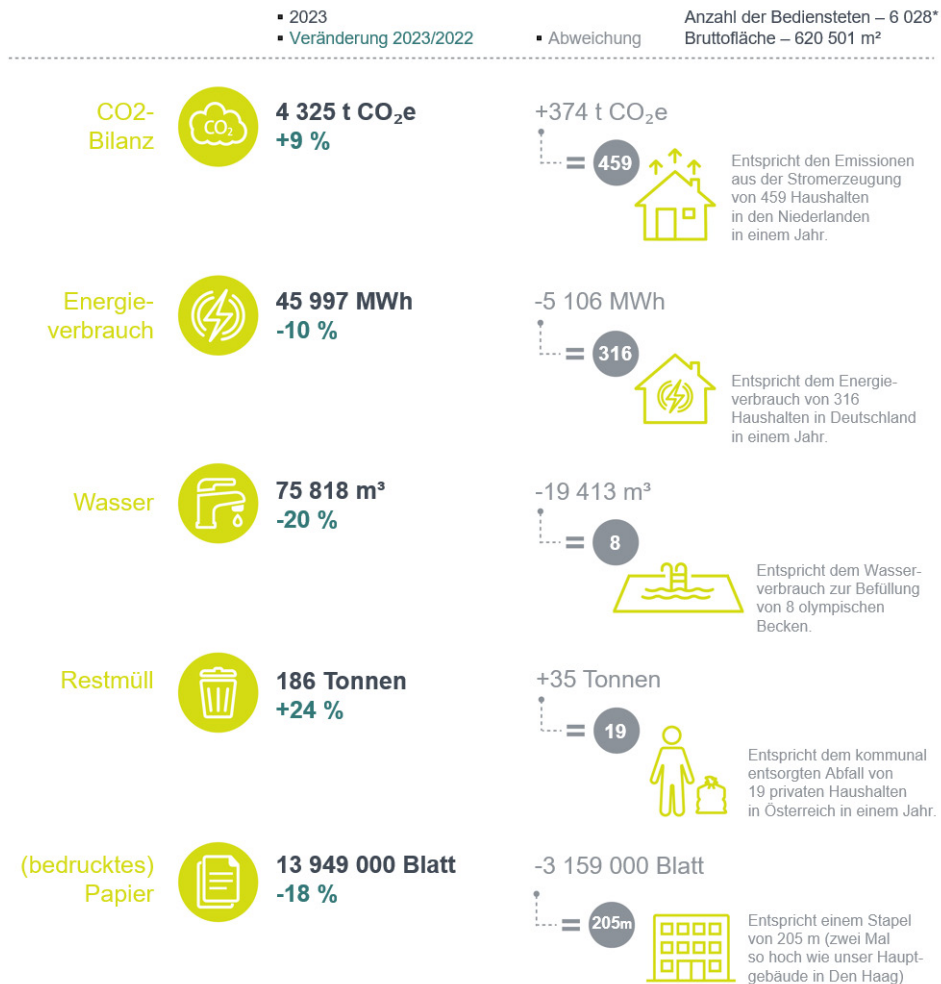 ▪ 2023
▪ Veränderung 2023/2022
▪ Abweichung
Anzahl der Bediensteten – 6 028*
Bruttofläche – 620 501 m²
CO2-
Bilanz
CO₂
4 325 t CO₂e
+9 %
+374 t CO₂e
= 459
Entspricht den Emissionen
aus der Stromerzeugung
von 459 Haushalten
in den Niederlanden
in einem Jahr.
Energie-
verbrauch
45 997 MWh
-10 %
-5 106 MWh
= 316
Entspricht dem Energie-
verbrauch von 316
Haushalten in Deutschland
in einem Jahr.
Wasser
75 818 m³
-20 %
-19 413 m³
= 8
Entspricht dem Wasser-
verbrauch zur Befüllung
von 8 olympischen
Becken.
Restmüll
186 Tonnen
+24 %
+35 Tonnen
= 19
Entspricht dem kommunal
entsorgten Abfall von
19 privaten Haushalten
in Österreich in einem Jahr.
(bedrucktes)
Papier
13 949 000 Blatt
-18 %
-3 159 000 Blatt
= 205m
Entspricht einem Stapel
von 205 m (zwei Mal
so hoch wie unser Haupt-
gebäude in Den Haag)